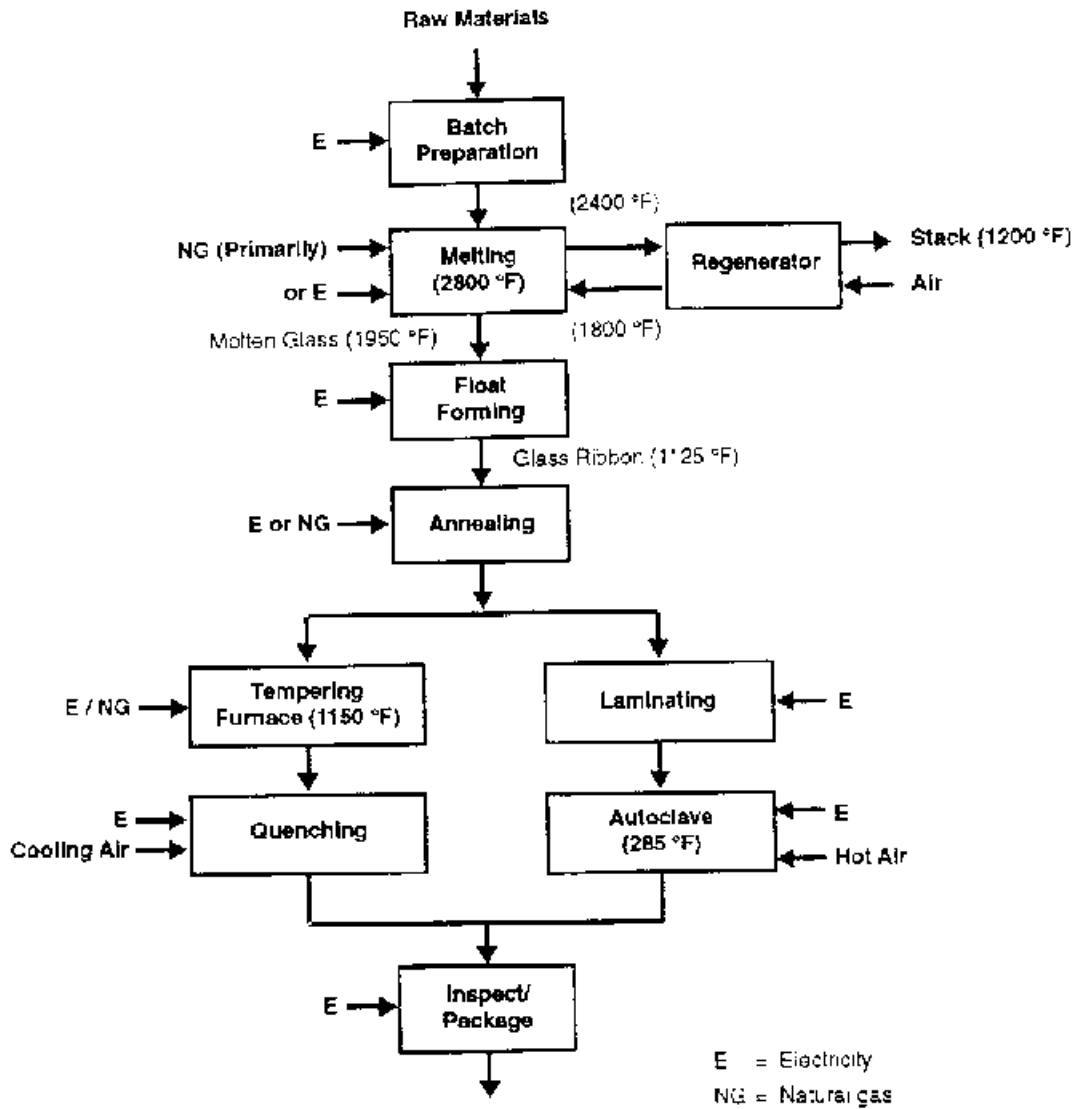 Raw Materials
E
Batch
Preparation
(2400 °F)
NG (Primarily)
or E
Melting
(2800 °F)
Regenerator
Stack (1200 °F)
Air
Molten Glass (1950 °F)
(1800 °F)
E
Float
Forming
Glass Ribbon (1125 °F)
E or NG
Annealing
E / NG
Tempering
Furnace (1150 °F)
Laminating
E
E
Cooling Air
Quenching
Autoclave
(285 °F)
E
Hot Air
E
Inspect/
Package
E = Electricity
NG = Natural gas